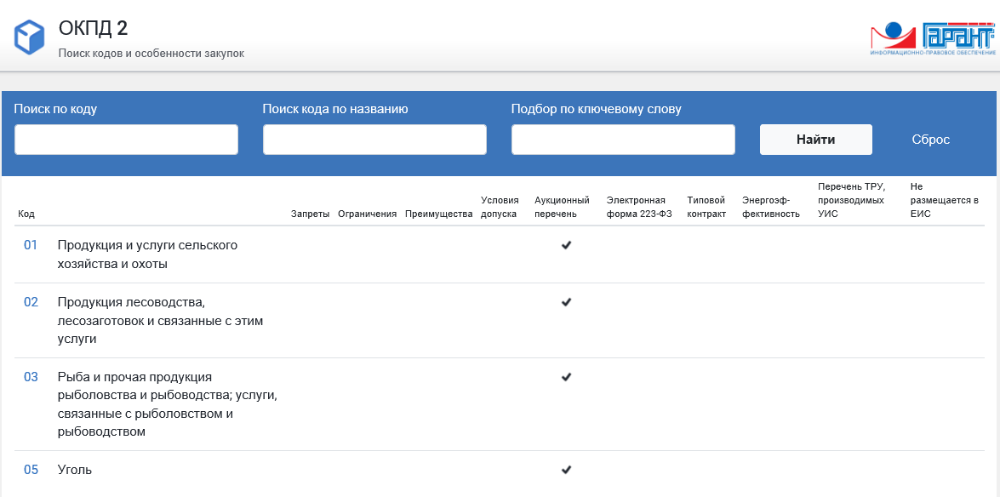 ОКПД 2
Поиск кодов и особенности закупок
ГАРАНТ
ИНФОРМАЦИОННО-ПРАВОВОЕ ОБЕСПЕЧЕНИЕ
Поиск по коду
Поиск кода по названию
Подбор по ключевому слову
Найти
Сброс
Код
Запреты
Ограничения
Преимущества
Условия
допуска
Аукционный
перечень
Электронная
форма 223-ФЗ
Типовой
контракт
Энергоэф-
фективность
Перечень ТРУ,
производимых
УИС
Не
размещается в
ЕИС
01 Продукция и услуги сельского
хозяйства и охоты
02 Продукция лесоводства,
лесозаготовок и связанные с этим
услуги
03 Рыба и прочая продукция
рыболовства и рыбоводства; услуги,
связанные с рыболовством и
рыбоводством
05 Уголь